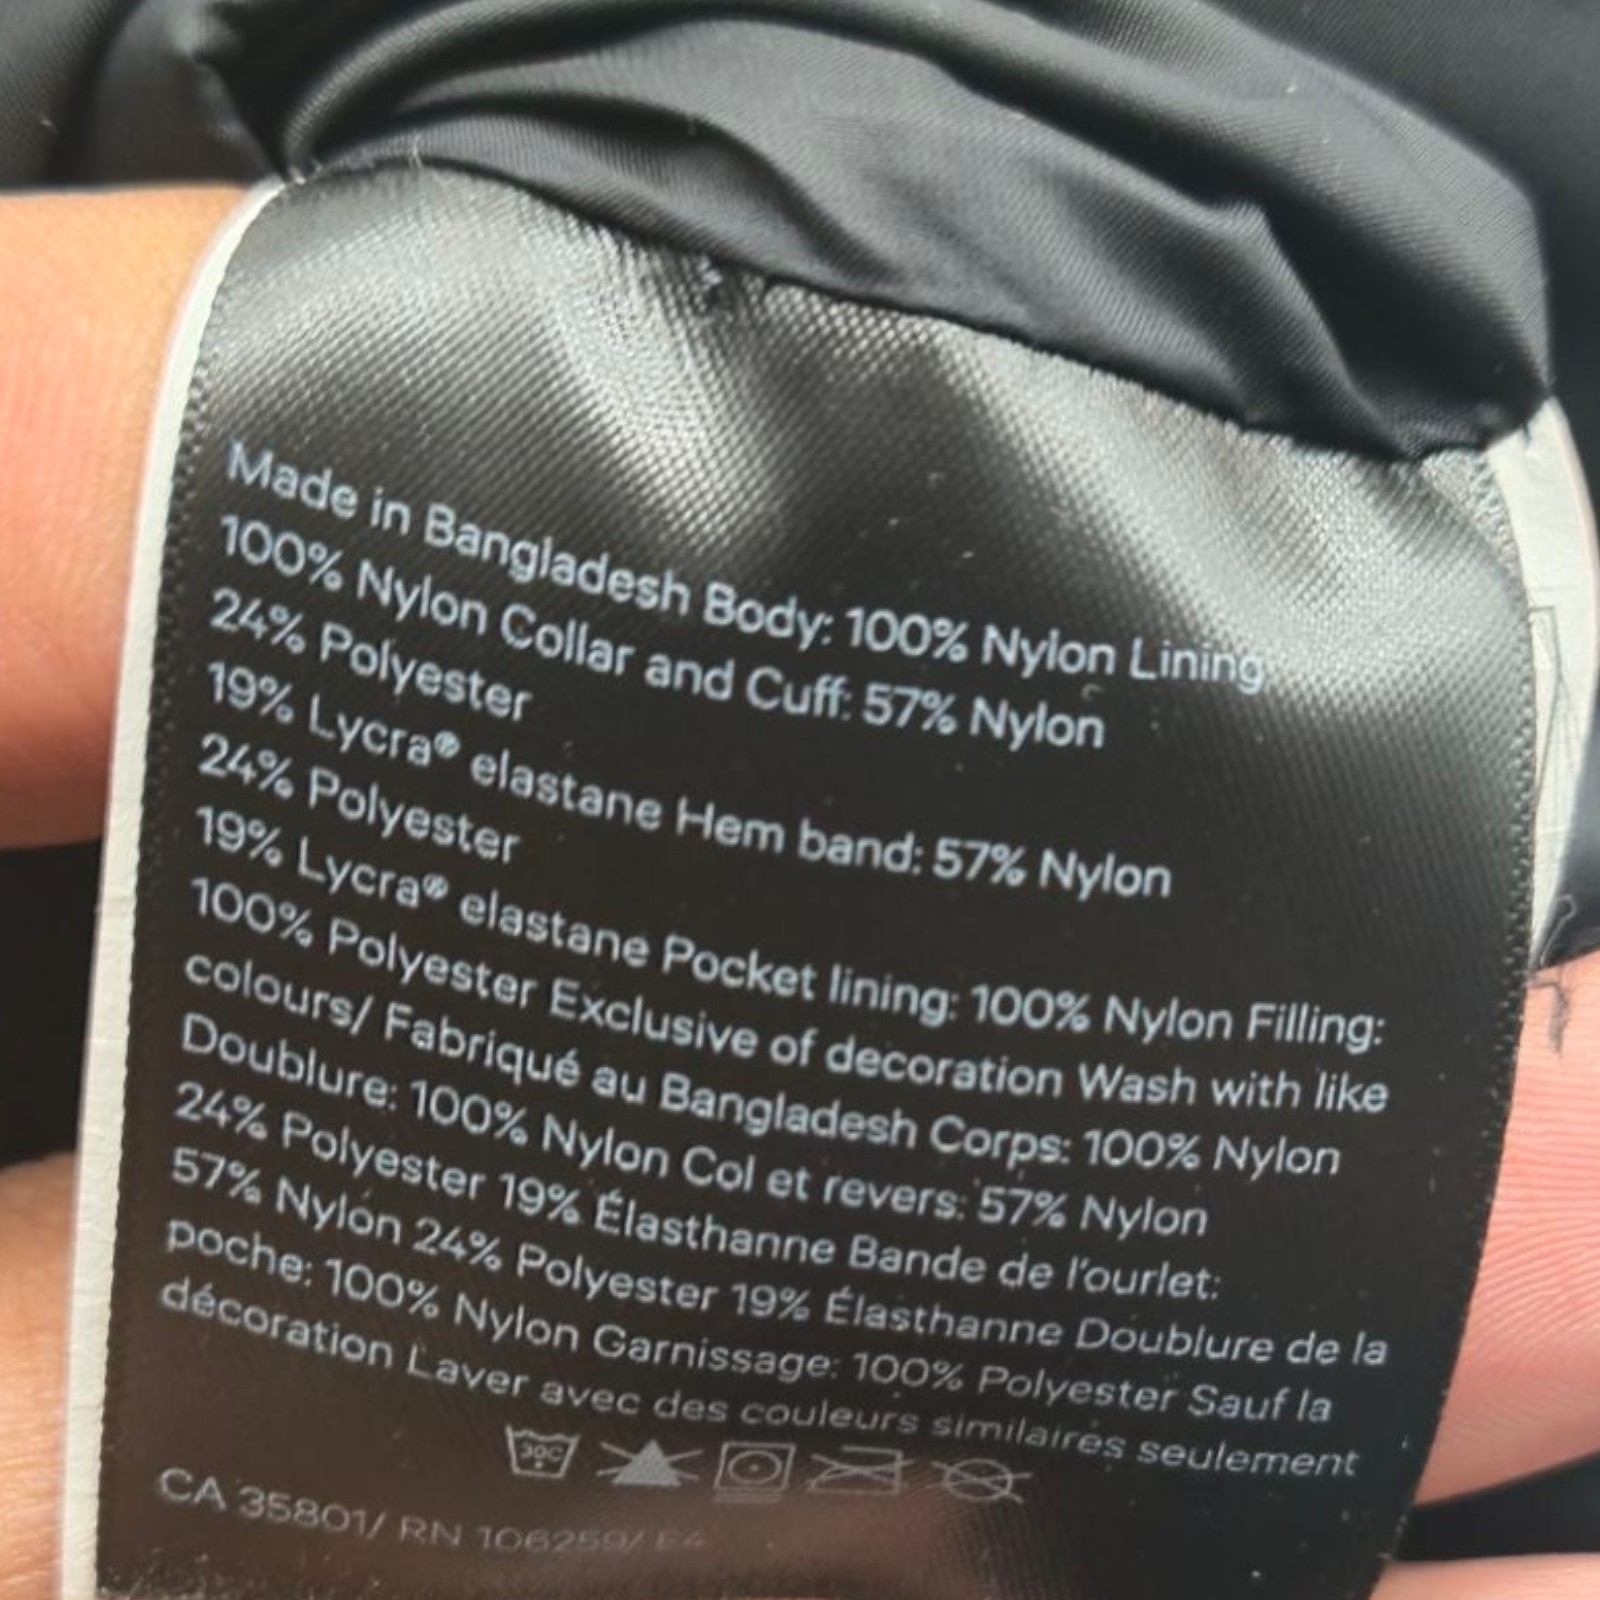 Made in Bangladesh Body: 100% Nylon Lining
100% Nylon Collar and Cuff: 57% Nylon
24% Polyester
19% Lycra® elastane Hem band: 57% Nylon
24% Polyester
19% Lycra® elastane Pocket lining: 100% Nylon Filling:
100% Polyester Exclusive of decoration Wash with like
colours/ Fabriqué au Bangladesh Corps: 100% Nylon
Doublure: 100% Nylon Col et revers: 57% Nylon
24% Polyester 19% Élasthanne Bande de l'ourlet:
57% Nylon 24% Polyester 19% Élasthanne Doublure de la
poche: 100% Nylon Garnissage: 100% Polyester Sauf la
décoration Laver avec des couleurs similaires seulement
30C
CA 35801/ RN 106259/ E4